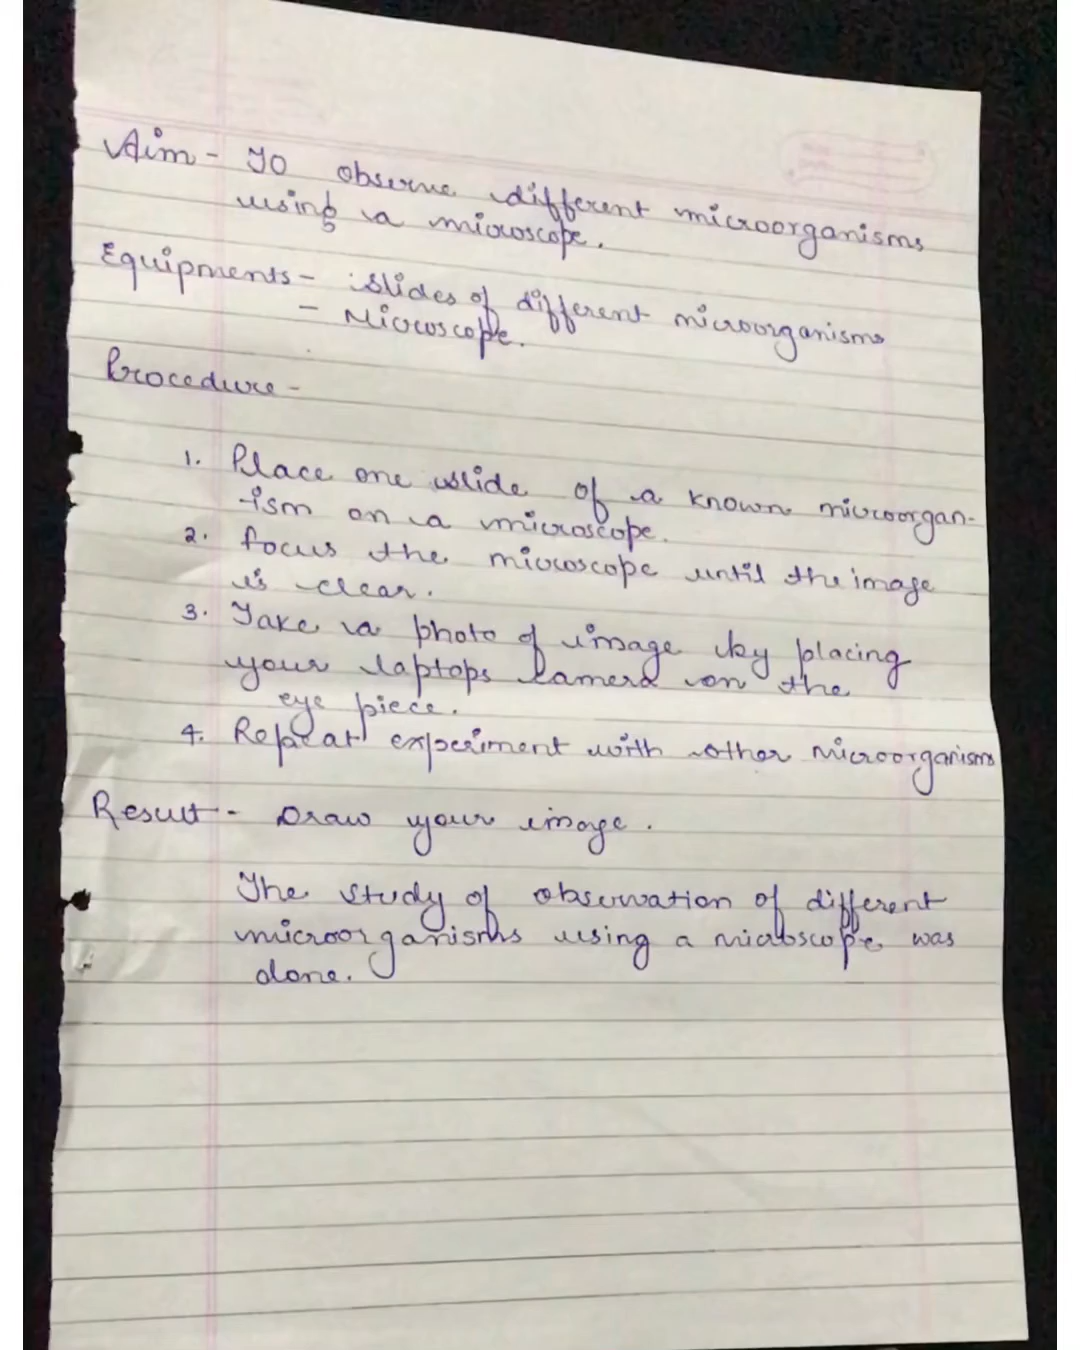 Aim - To observe different microorganisms
using a microscope.
Equipments - slides of different microorganisms
- Microscope.
Procedure -
1. Place one slide of a known microorgan-
-ism on a microscope.
2. focus the microscope until the image
is clear.
3. Take a photo of image by placing
your laptops camera on the
eye piece.
4. Repeat experiment with other microorganisms
Result - Draw your image.
The study of observation of different
microorganisms using a microscope was
done.